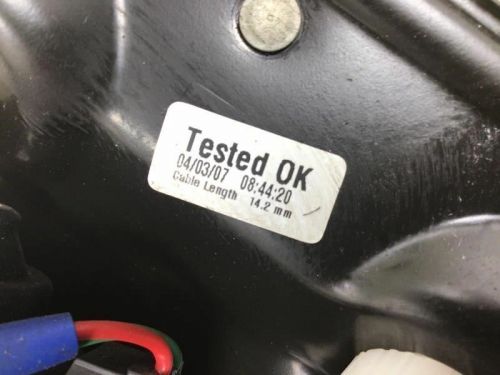 Tested OK
04/03/07 08:44:20
Cable Length 14.2 mm